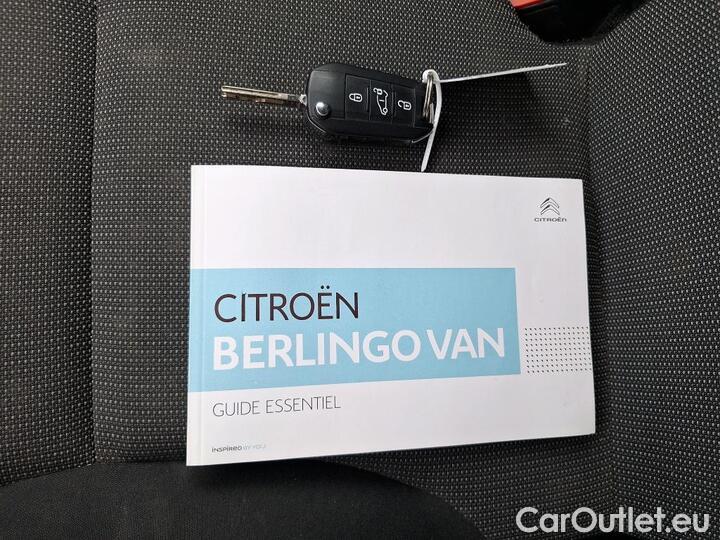 CITROËN
CITROËN
BERLINGO VAN
GUIDE ESSENTIEL
INSPIRED BY YOU
CarOutlet.eu